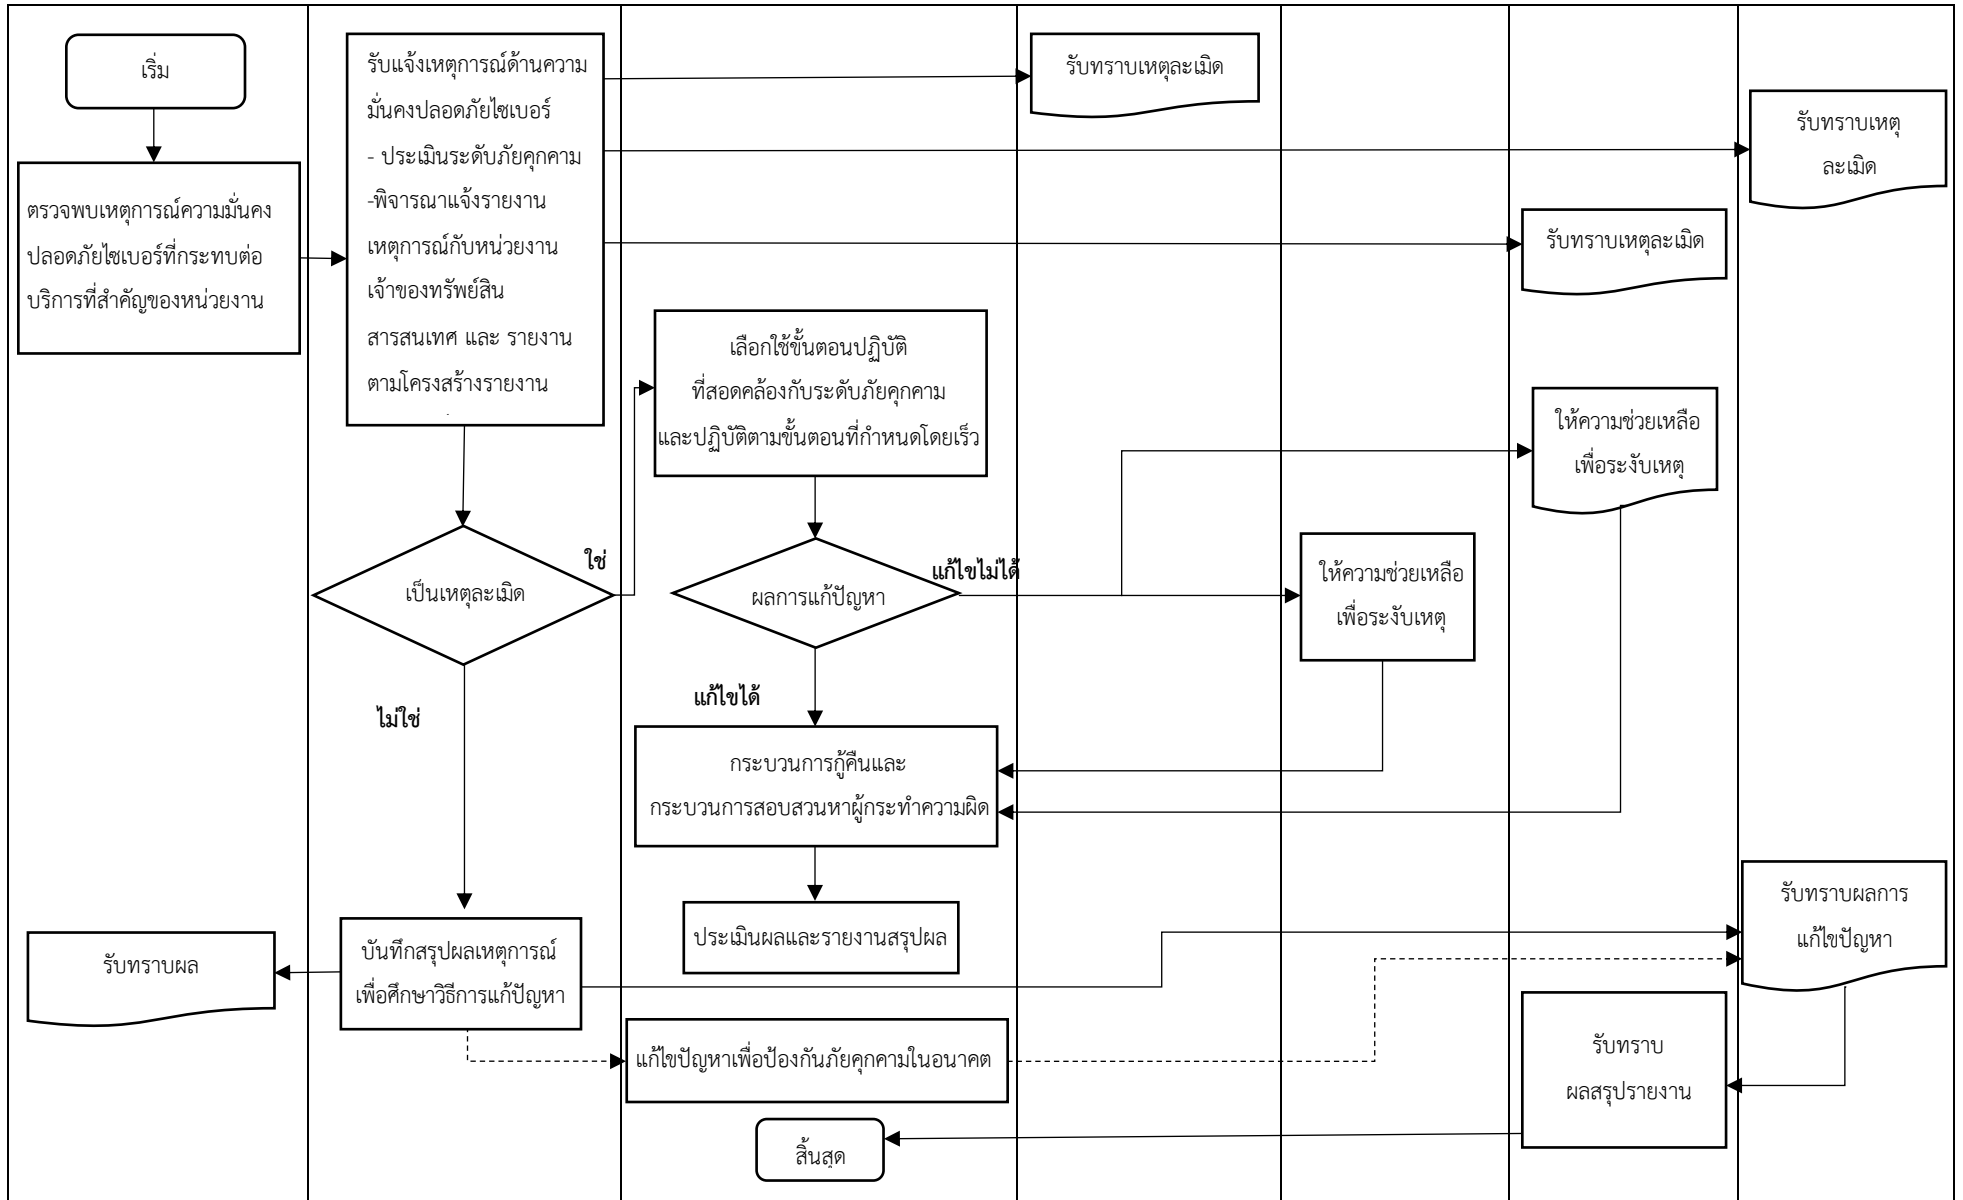 เริ่ม
ตรวจพบเหตุการณ์ความมั่นคง
ปลอดภัยไซเบอร์ที่กระทบต่อ
บริการที่สำคัญของหน่วยงาน
รับแจ้งเหตุการณ์ด้านความ
มั่นคงปลอดภัยไซเบอร์
- ประเมินระดับภัยคุกคาม
-พิจารณาแจ้งรายงาน
เหตุการณ์กับหน่วยงาน
เจ้าของทรัพย์สิน
สารสนเทศ และ รายงาน
ตามโครงสร้างรายงาน
รับทราบเหตุละเมิด
รับทราบเหตุ
ละเมิด
รับทราบเหตุละเมิด
เลือกใช้ขั้นตอนปฏิบัติ
ที่สอดคล้องกับระดับภัยคุกคาม
และปฏิบัติตามขั้นตอนที่กำหนดโดยเร็ว
ให้ความช่วยเหลือ
เพื่อระงับเหตุ
เป็นเหตุละเมิด
ใช่
ผลการแก้ปัญหา
แก้ไขไม่ได้
ให้ความช่วยเหลือ
เพื่อระงับเหตุ
ไม่ใช่
แก้ไขได้
กระบวนการกู้คืนและ
กระบวนการสอบสวนหาผู้กระทำความผิด
ประเมินผลและรายงานสรุปผล
รับทราบผลการ
แก้ไขปัญหา
รับทราบผล
บันทึกสรุปผลเหตุการณ์
เพื่อศึกษาวิธีการแก้ปัญหา
แก้ไขปัญหาเพื่อป้องกันภัยคุกคามในอนาคต
รับทราบ
ผลสรุปรายงาน
สิ้นสุด